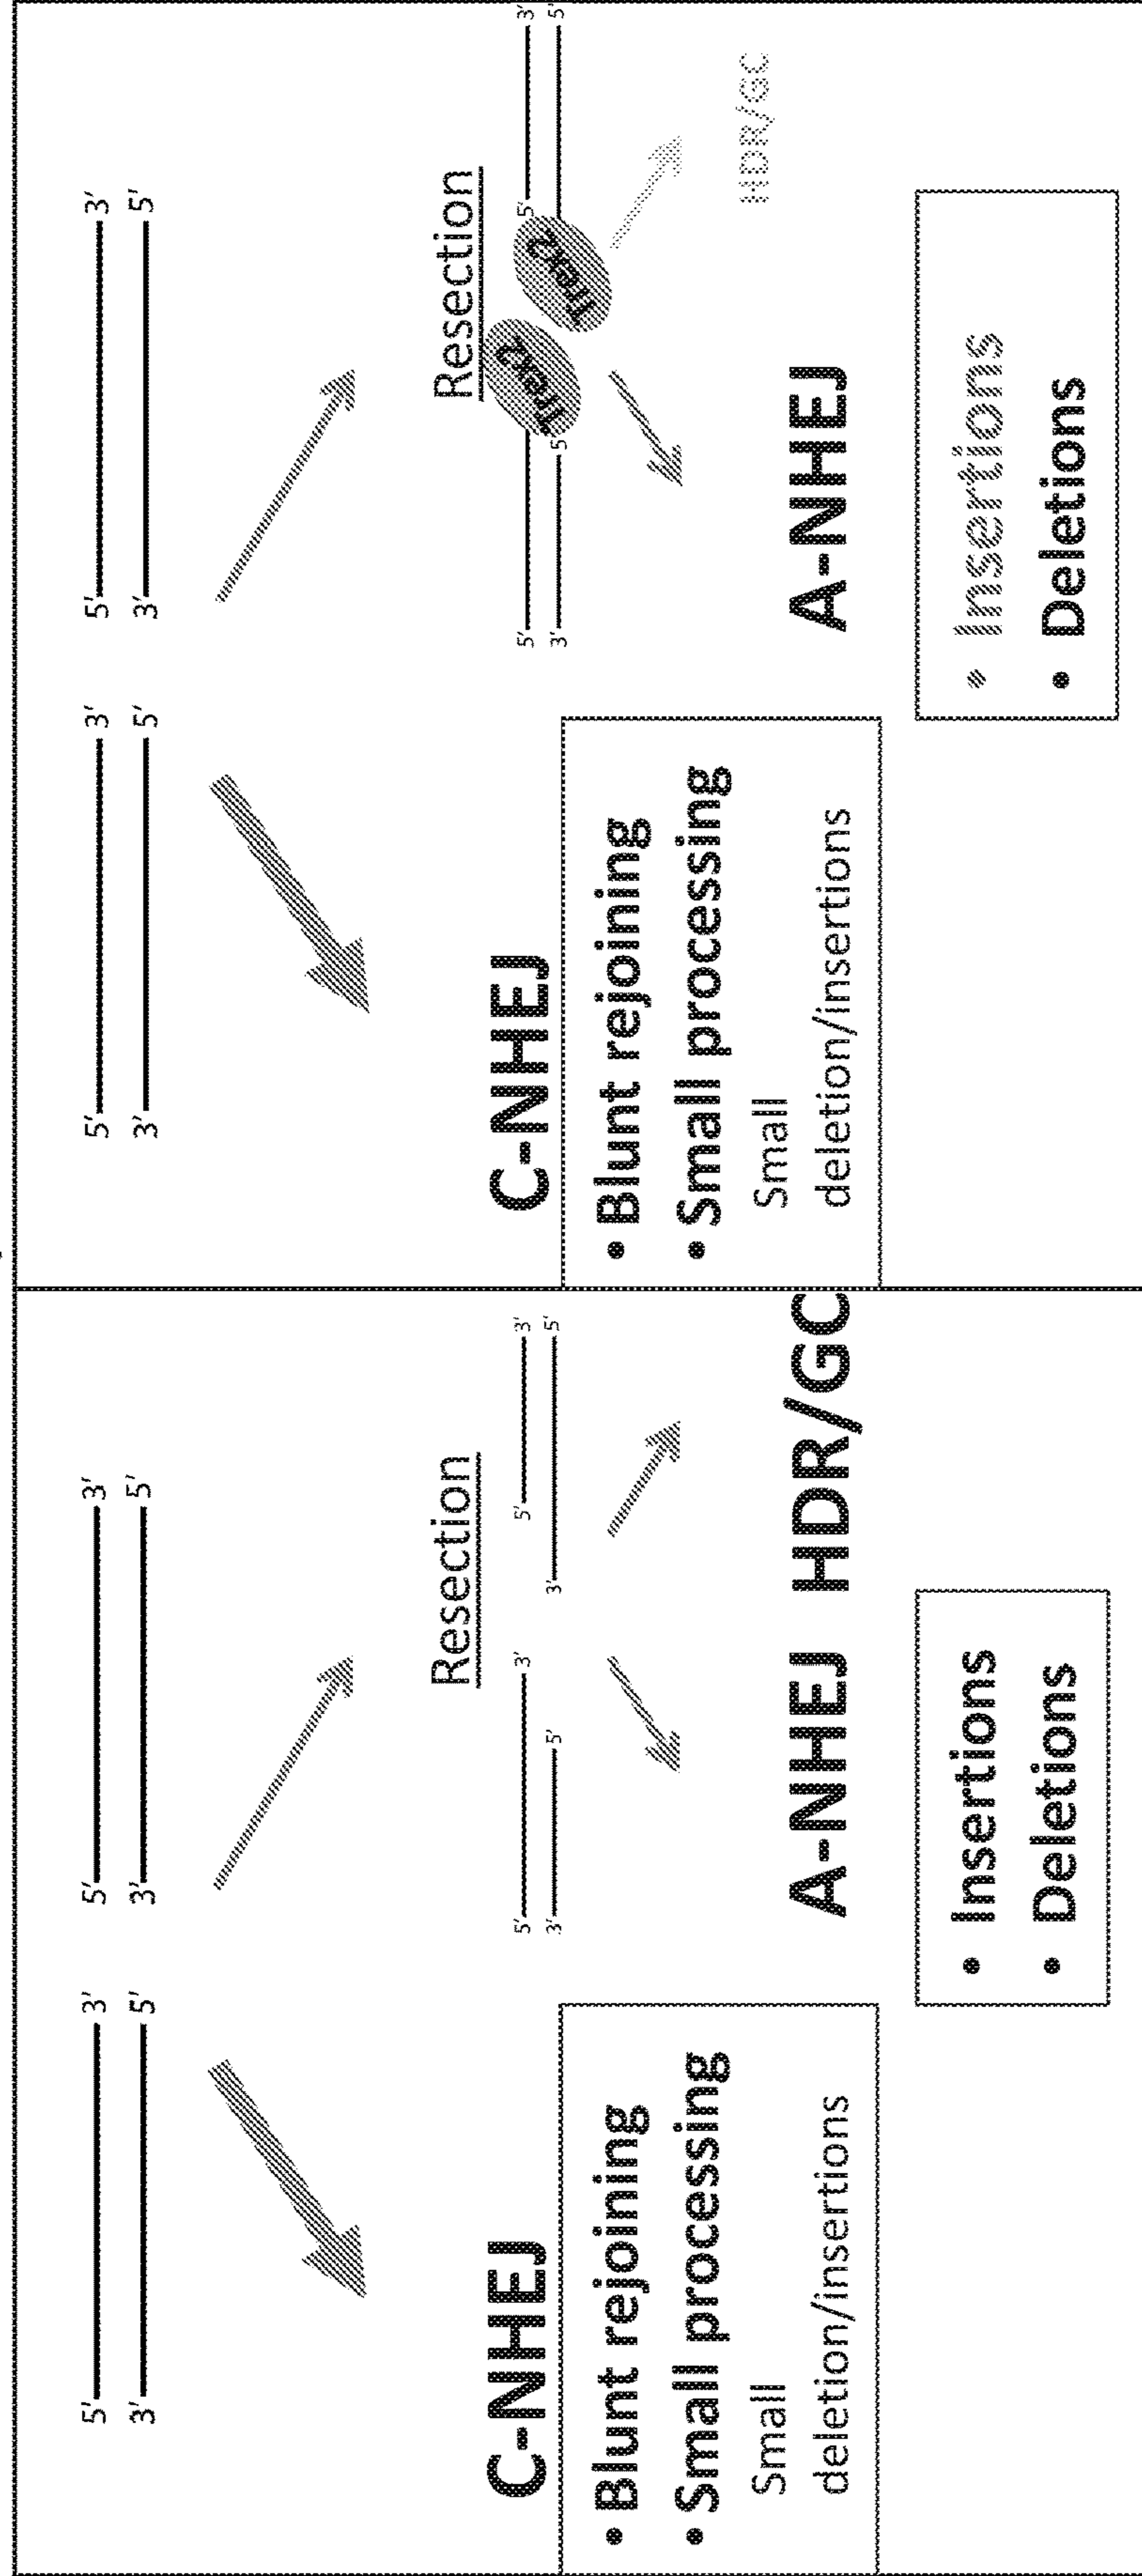 5' 3' 5' 3'
3' 5' 3' 5'
C-NHEJ
• Blunt rejoining
• Small processing
Small
deletion/insertions
Resection
5' 3' 5' 3'
3' 5' 3' 5'
A-NHEJ HDR/GC
• Insertions
• Deletions
5' 3' 5' 3'
3' 5' 3' 5'
C-NHEJ
• Blunt rejoining
• Small processing
Small
deletion/insertions
Resection
5' Trex2 5' 3'
3' 5' Trex2 5'
A-NHEJ
HDR/GC
• Insertions
• Deletions